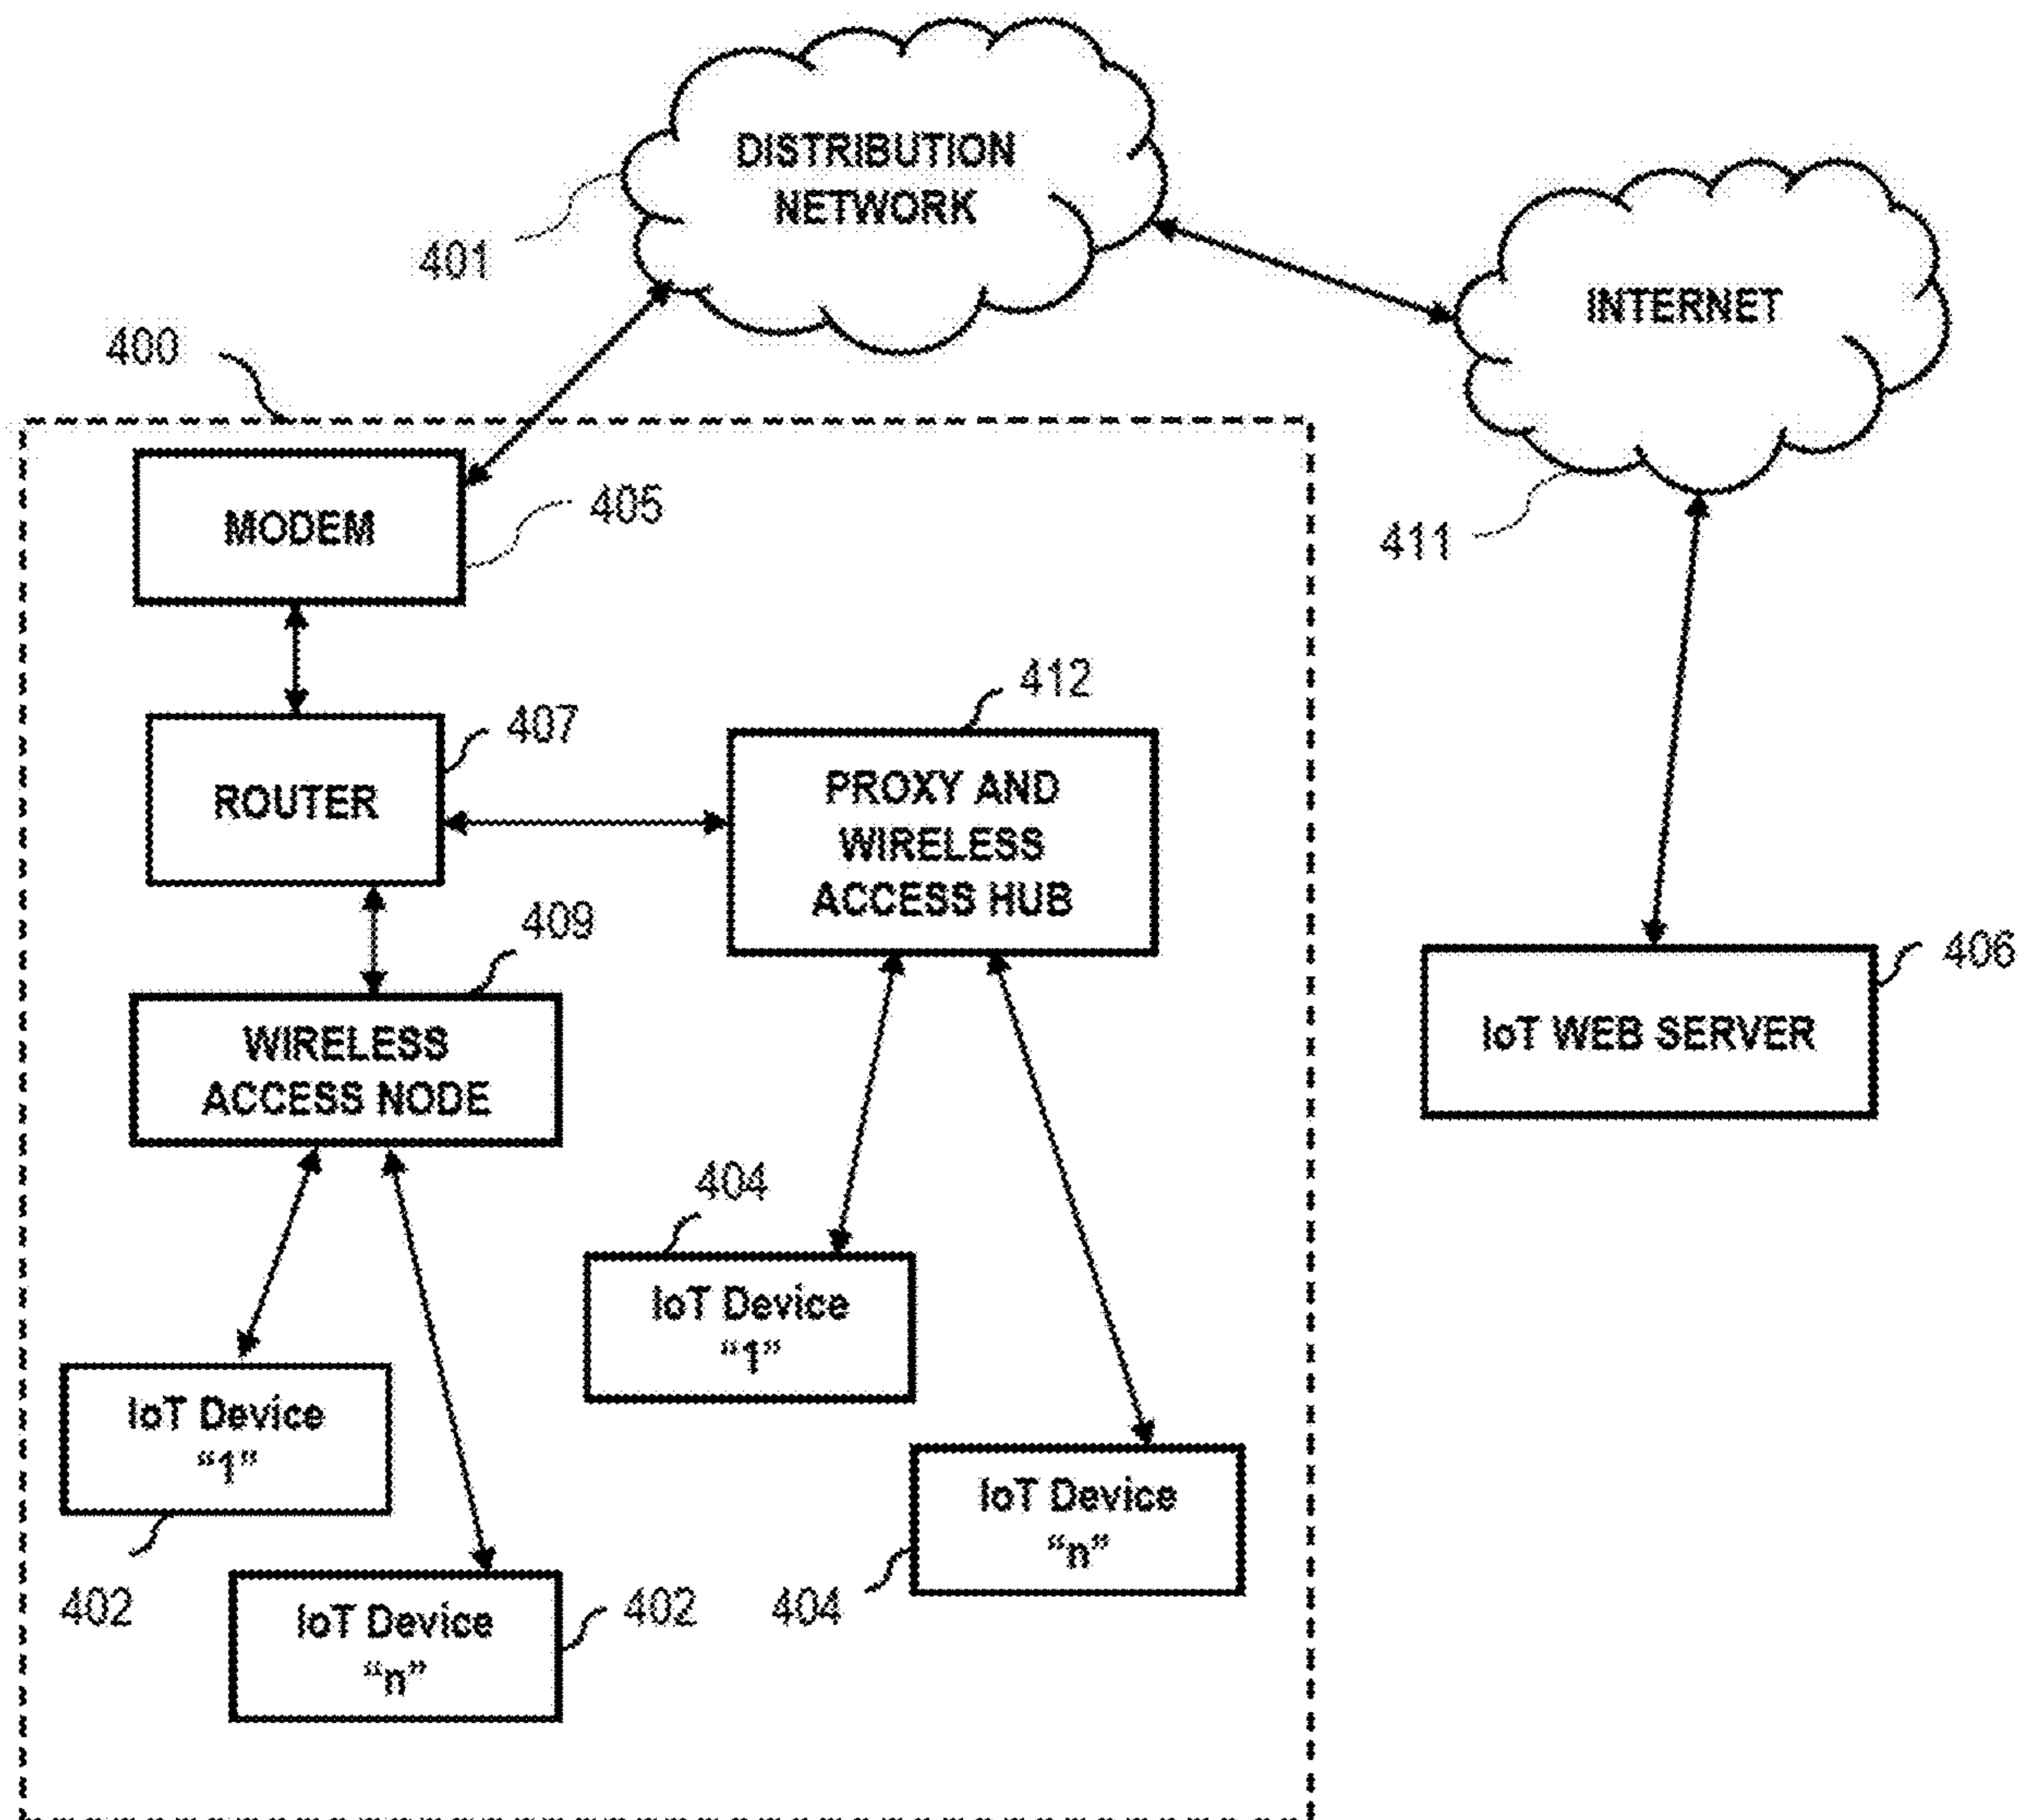 DISTRIBUTION
NETWORK
401
INTERNET
400
MODEM
405
411
412
407
ROUTER
PROXY AND
WIRELESS
ACCESS HUB
409
406
WIRELESS
ACCESS NODE
IoT WEB SERVER
404
IoT Device
“1”
IoT Device
“1”
IoT Device
“n”
402
IoT Device
“n”
402
404